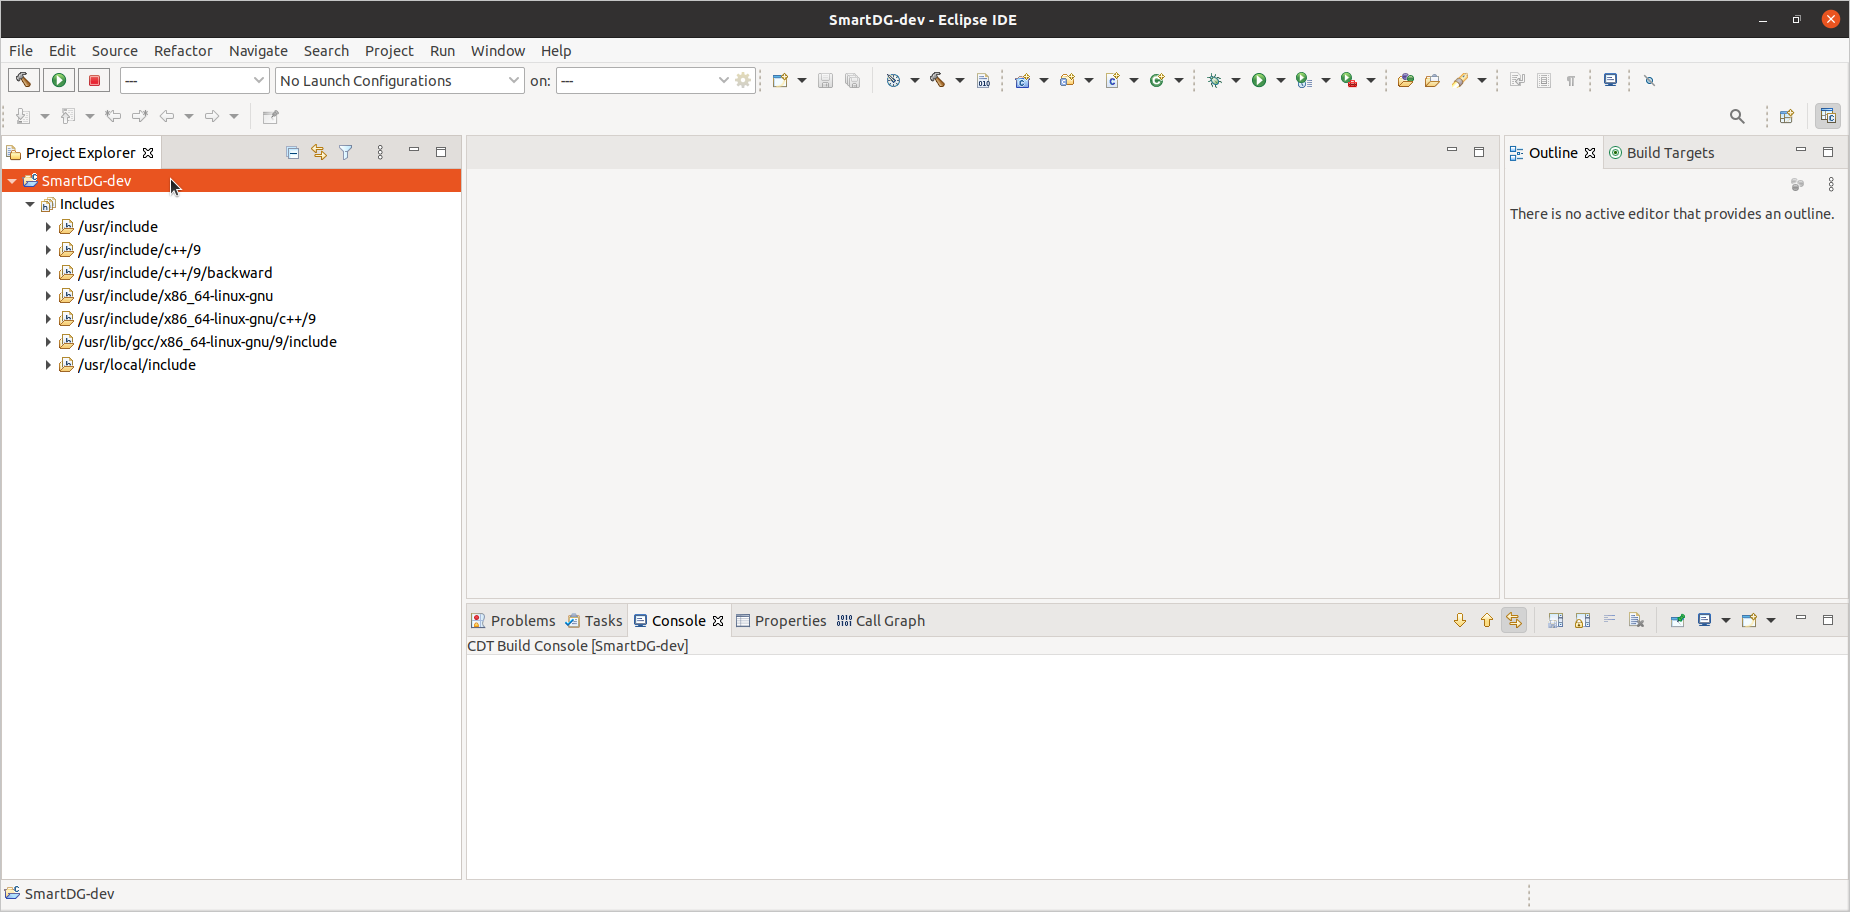 SmartDG-dev - Eclipse IDE
File Edit Source Refactor Navigate Search Project Run Window Help
--- No Launch Configurations on: ---
Project Explorer
SmartDG-dev
Includes
/usr/include
/usr/include/c++/9
/usr/include/c++/9/backward
/usr/include/x86_64-linux-gnu
/usr/include/x86_64-linux-gnu/c++/9
/usr/lib/gcc/x86_64-linux-gnu/9/include
/usr/local/include
Outline Build Targets
There is no active editor that provides an outline.
Problems Tasks Console Properties Call Graph
CDT Build Console [SmartDG-dev]
SmartDG-dev